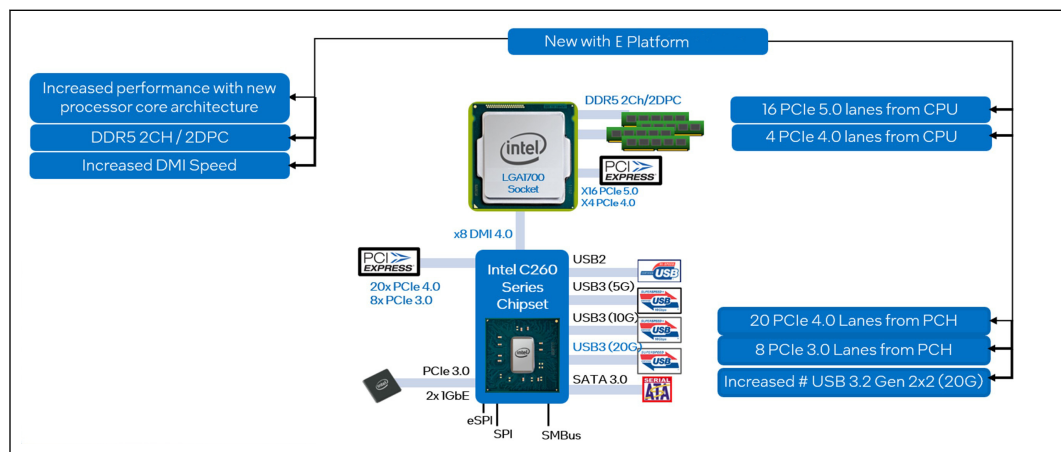 New with E Platform
Increased performance with new
processor core architecture
DDR5 2CH / 2DPC
Increased DMI Speed
DDR5 2Ch/2DPC
intel
LGA1700
Socket
PCI
EXPRESS
X16 PCIe 5.0
X4 PCIe 4.0
16 PCIe 5.0 lanes from CPU
4 PCIe 4.0 lanes from CPU
x8 DMI 4.0
PCI
EXPRESS
20x PCIe 4.0
8x PCIe 3.0
Intel C260
Series
Chipset
intel
USB2
USB
USB3 (5G)
USB
USB3 (10G)
USB
USB3 (20G)
USB
SATA 3.0
SERIAL
ATA
PCIe 3.0
2x 1GbE
eSPI
SPI
SMBus
20 PCIe 4.0 Lanes from PCH
8 PCIe 3.0 Lanes from PCH
Increased # USB 3.2 Gen 2x2 (20G)